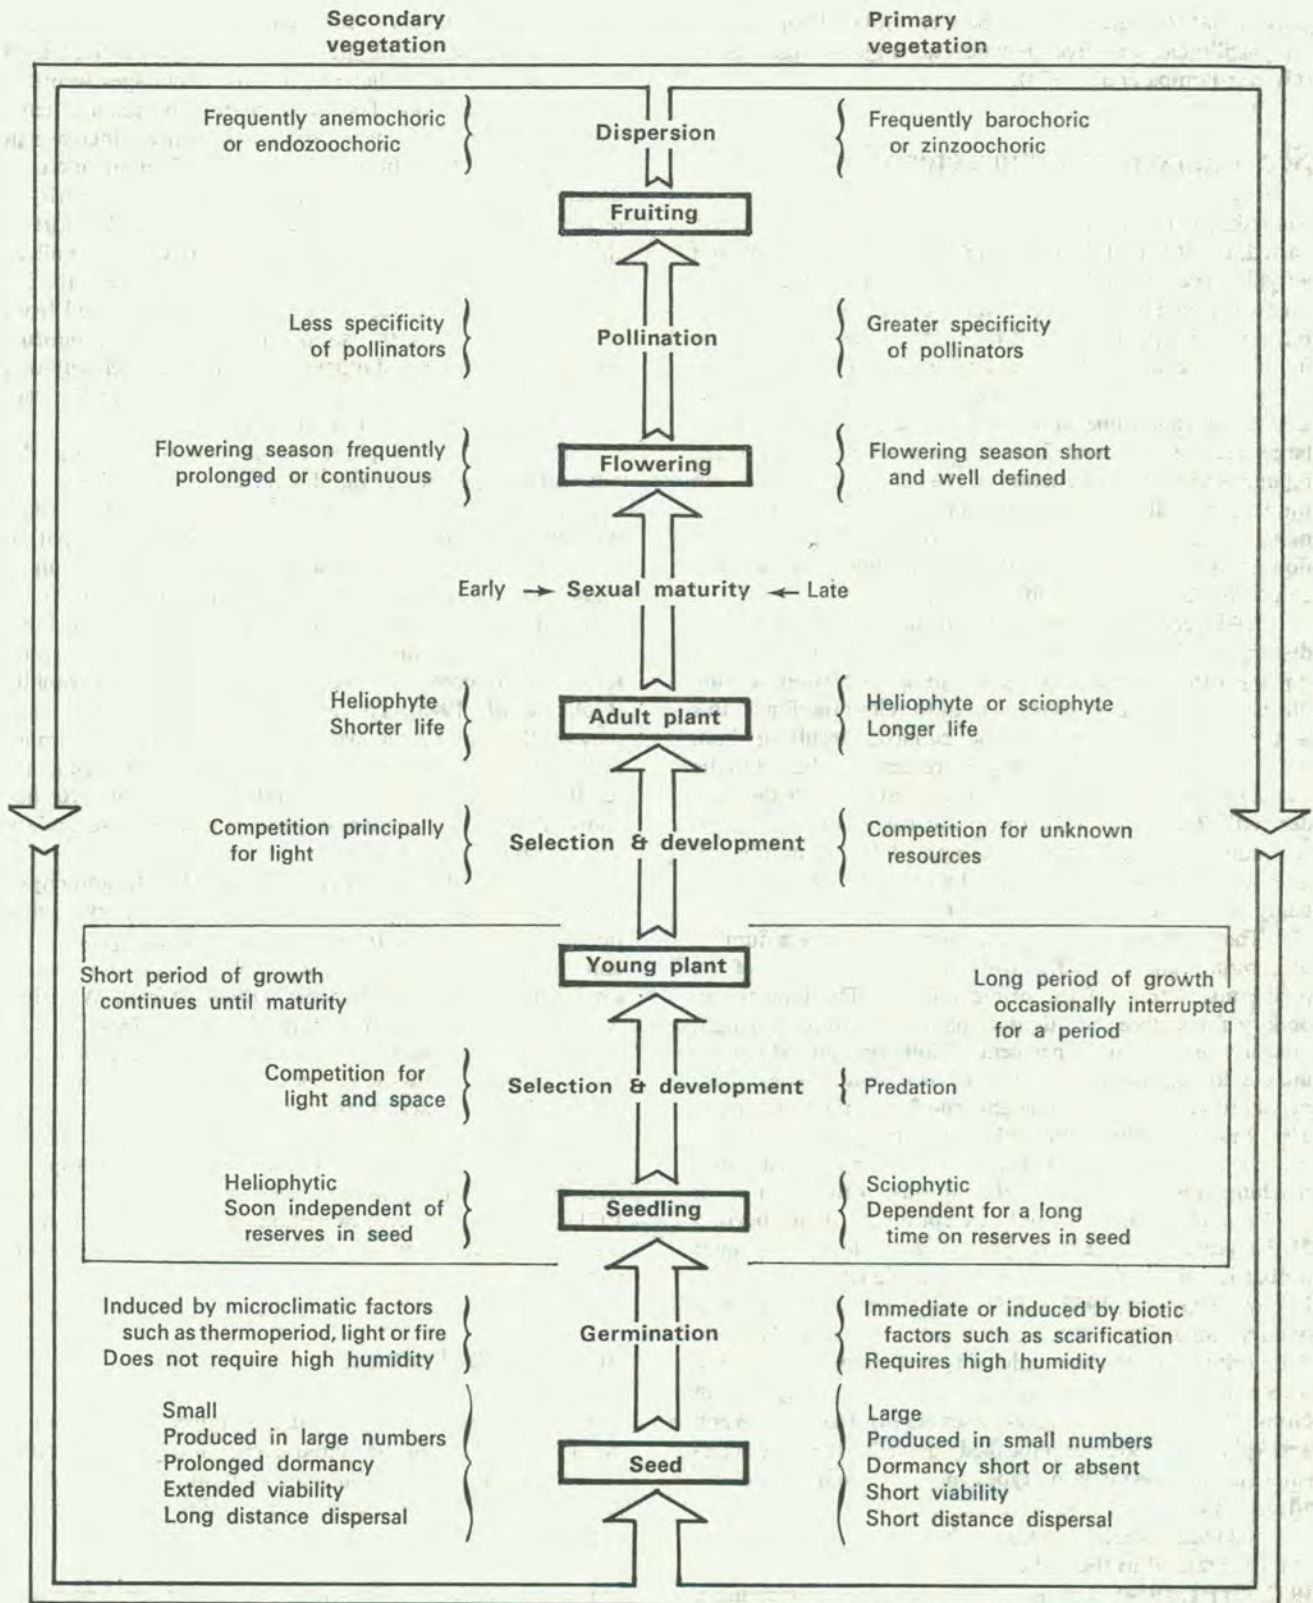 Secondary
vegetation
Primary
vegetation
Frequently anemochoric
or endozoochoric
Dispersion
Frequently barochoric
or zinzoochoric
Fruiting
Less specificity
of pollinators
Pollination
Greater specificity
of pollinators
Flowering season frequently
prolonged or continuous
Flowering
Flowering season short
and well defined
Early → Sexual maturity ← Late
Heliophyte
Shorter life
Adult plant
Heliophyte or sciophyte
Longer life
Competition principally
for light
Selection & development
Competition for unknown
resources
Short period of growth
continues until maturity
Young plant
Long period of growth
occasionally interrupted
for a period
Competition for
light and space
Selection & development
Predation
Heliophytic
Soon independent of
reserves in seed
Seedling
Sciophytic
Dependent for a long
time on reserves in seed
Induced by microclimatic factors
such as thermoperiod, light or fire
Does not require high humidity
Germination
Immediate or induced by biotic
factors such as scarification
Requires high humidity
Small
Produced in large numbers
Prolonged dormancy
Extended viability
Long distance dispersal
Seed
Large
Produced in small numbers
Dormancy short or absent
Short viability
Short distance dispersal